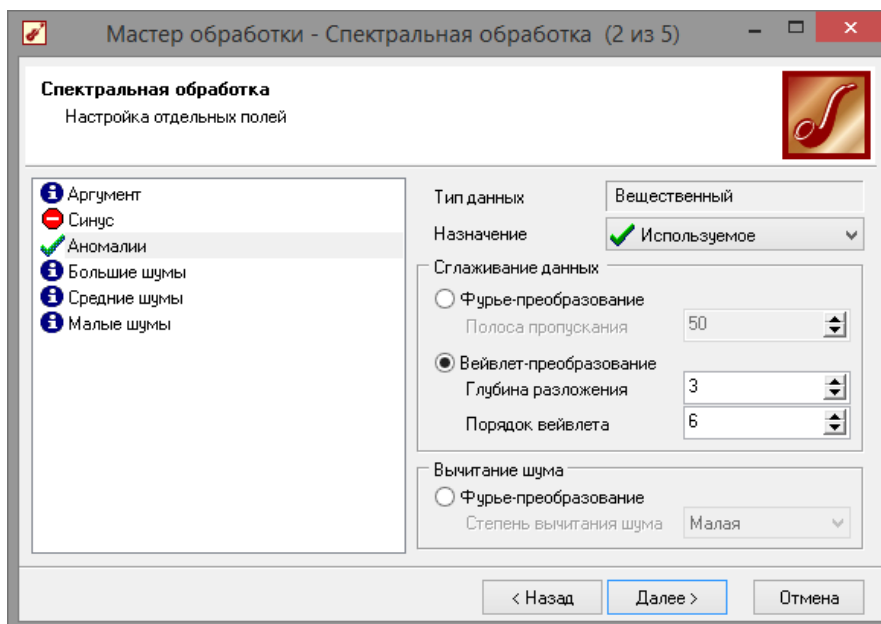 Мастер обработки - Спектральная обработка (2 из 5)
Спектральная обработка
Настройка отдельных полей
Аргумент
Синус
Аномалии
Большие шумы
Средние шумы
Малые шумы
Тип данных Вещественный
Назначение Используемое
Сглаживание данных
Фурье-преобразование
Полоса пропускания 50
Вейвлет-преобразование
Глубина разложения 3
Порядок вейвлета 6
Вычитание шума
Фурье-преобразование
Степень вычитания шума Малая
< Назад Далее > Отмена